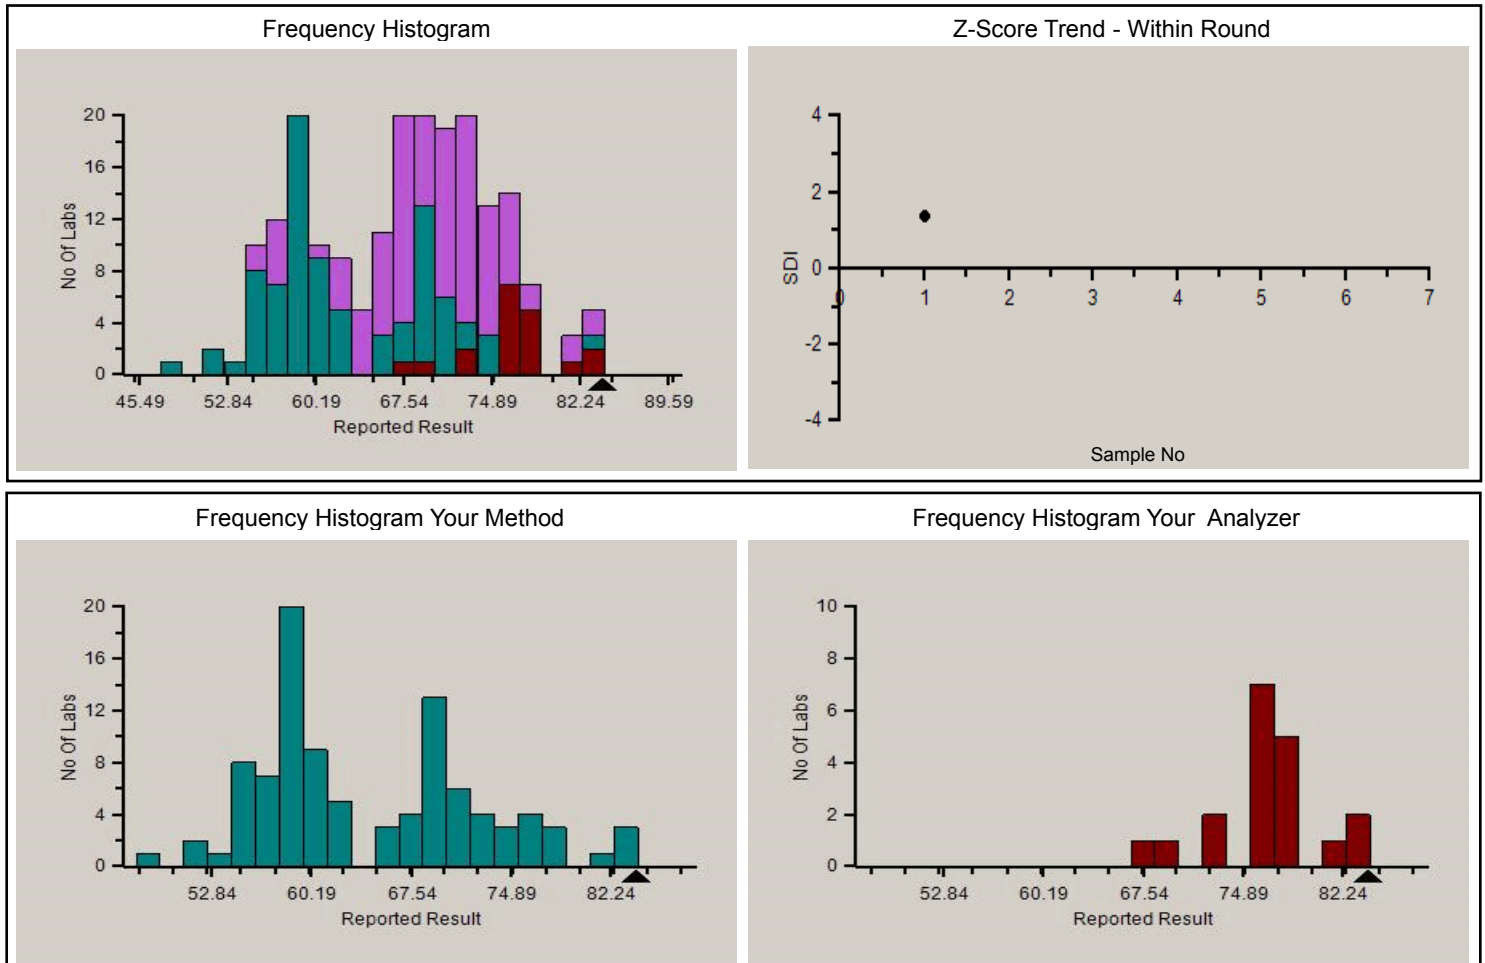 Frequency Histogram
20
16
12
8
4
0
No Of Labs
45.49 52.84 60.19 67.54 74.89 82.24 89.59
Reported Result
Z-Score Trend - Within Round
4
2
0
-2
-4
SDI
0 1 2 3 4 5 6 7
Sample No
Frequency Histogram Your Method
20
16
12
8
4
0
No Of Labs
52.84 60.19 67.54 74.89 82.24
Reported Result
Frequency Histogram Your Analyzer
10
8
6
4
2
0
No Of Labs
52.84 60.19 67.54 74.89 82.24
Reported Result